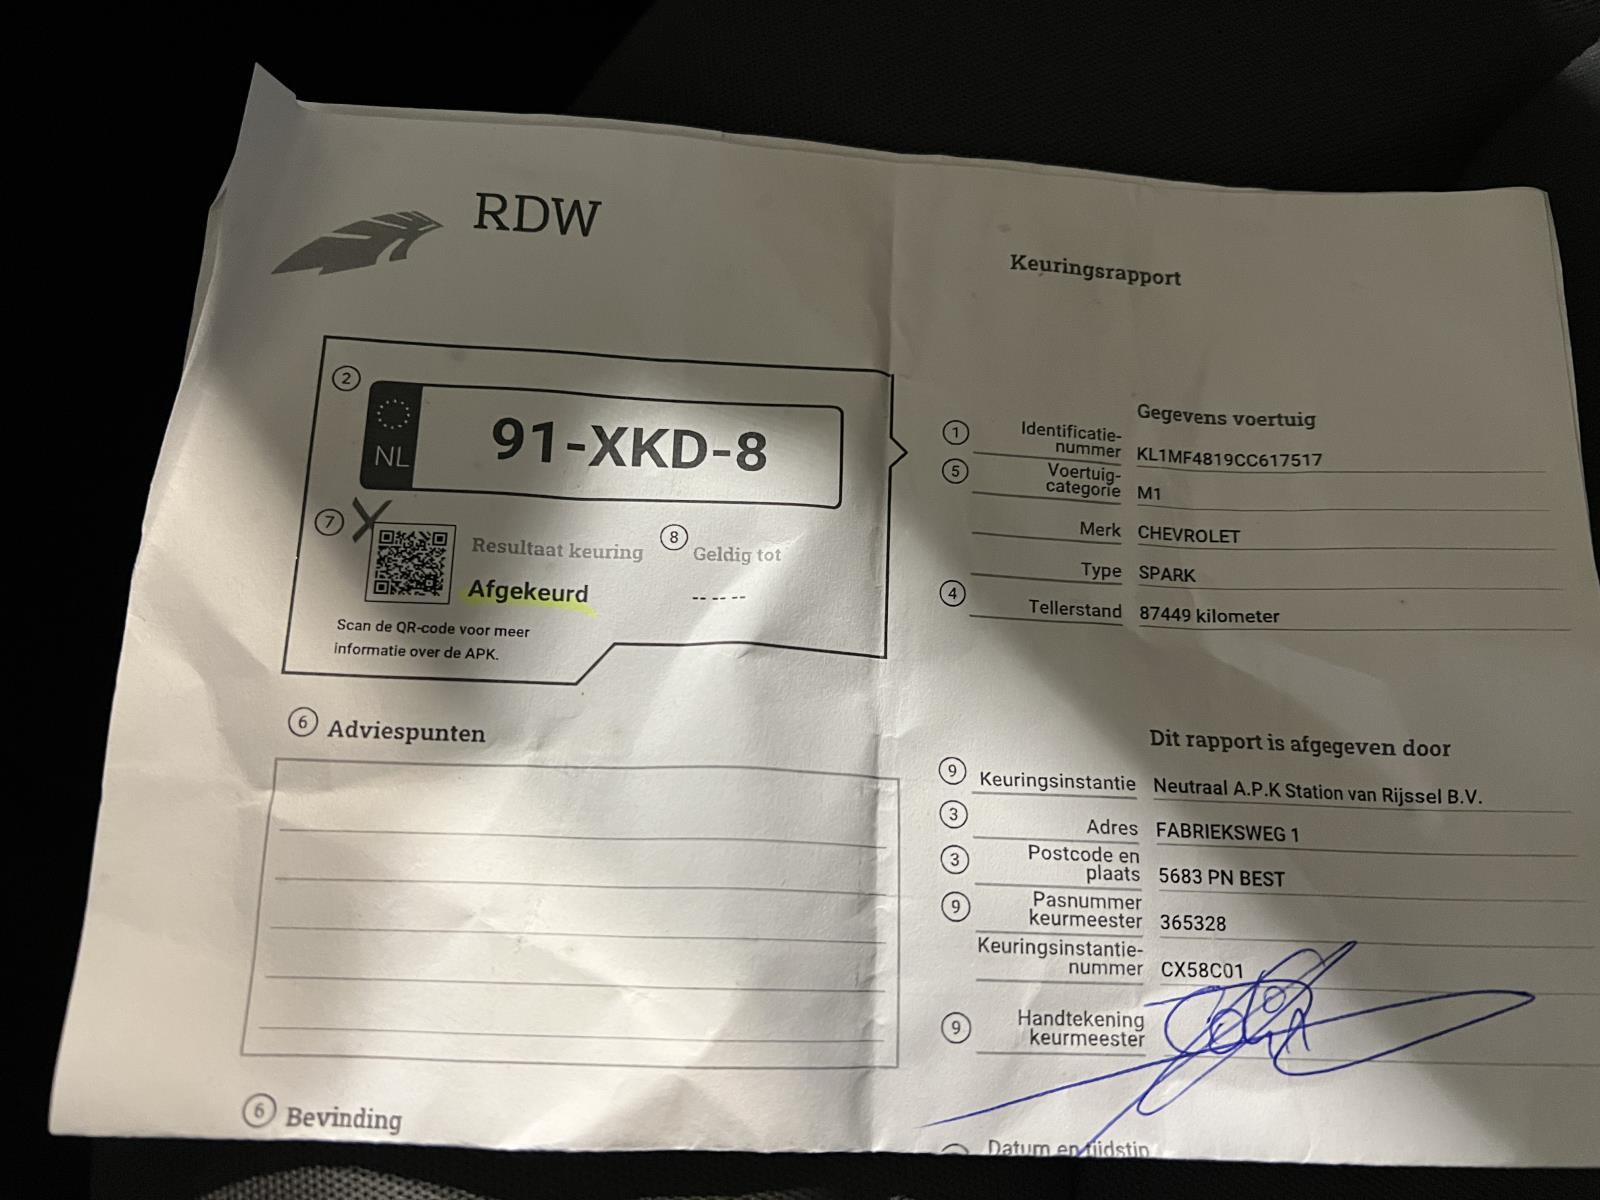 RDW
Keuringsrapport
2
NL
91-XKD-8
7
Resultaat keuring
8
Geldig tot
Afgekeurd
-- -- --
Scan de QR-code voor meer
informatie over de APK.
6 Adviespunten
6 Bevinding
Gegevens voertuig
1 Identificatie-
nummer KL1MF4819CC617517
5 Voertuig-
categorie M1
Merk CHEVROLET
Type SPARK
4 Tellerstand 87449 kilometer
Dit rapport is afgegeven door
9 Keuringsinstantie Neutraal A.P.K Station van Rijssel B.V.
3 Adres FABRIEKSWEG 1
3 Postcode en
plaats 5683 PN BEST
9 Pasnummer
keurmeester 365328
Keuringsinstantie-
nummer CX58C01
9 Handtekening
keurmeester
Datum en tijdstip